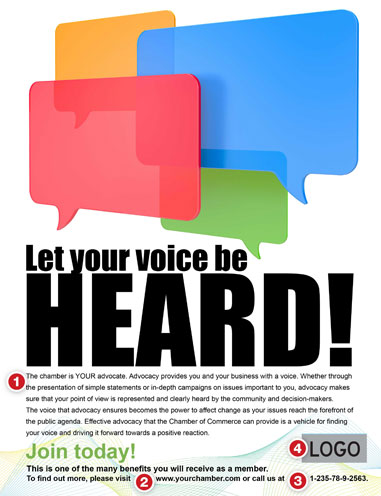 Let your voice be
HEARD!
1 The chamber is YOUR advocate. Advocacy provides you and your business with a voice. Whether through
the presentation of simple statements or in-depth campaigns on issues important to you, advocacy makes
sure that your point of view is represented and clearly heard by the community and decision-makers.
The voice that advocacy ensures becomes the power to affect change as your issues reach the forefront of
the public agenda. Effective advocacy that the Chamber of Commerce can provide is a vehicle for finding
your voice and driving it forward towards a positive reaction.
Join today!
4 LOGO
This is one of the many benefits you will receive as a member.
To find out more, please visit 2 www.yourchamber.com or call us at 3 1-235-78-9-2563.